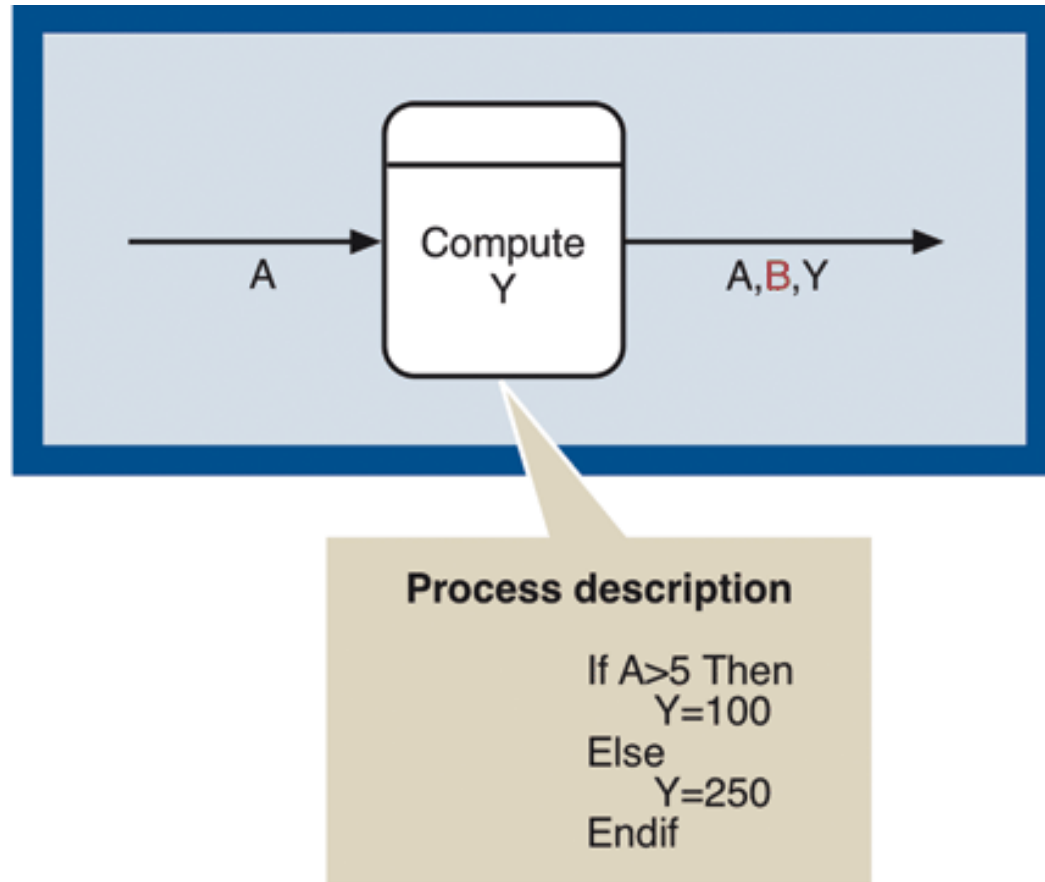 Compute
Y
A
A,B,Y
Process description
If A>5 Then
Y=100
Else
Y=250
Endif